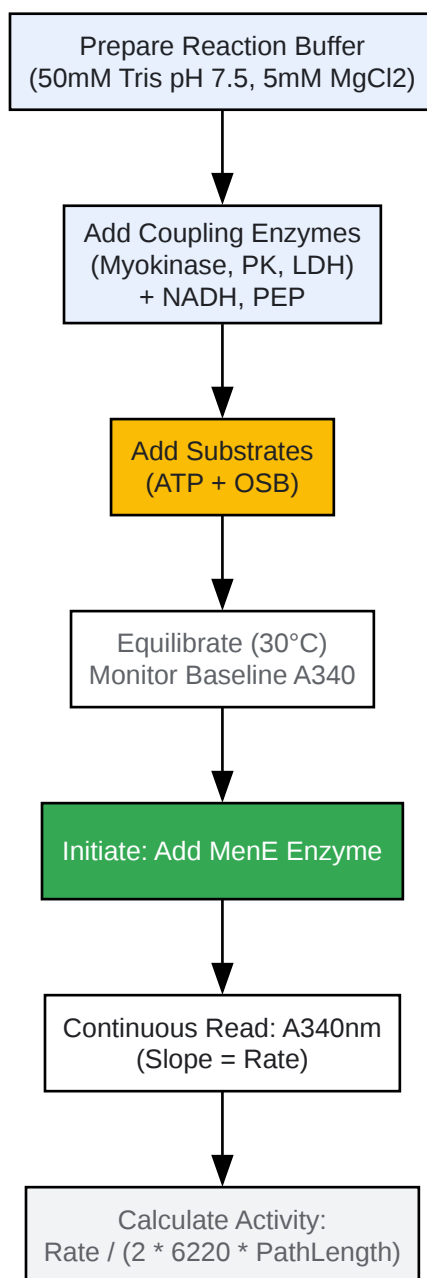 Prepare Reaction Buffer
(50mM Tris pH 7.5, 5mM MgCl2)
Add Coupling Enzymes
(Myokinase, PK, LDH)
+ NADH, PEP
Add Substrates
(ATP + OSB)
Equilibrate (30°C)
Monitor Baseline A340
Initiate: Add MenE Enzyme
Continuous Read: A340nm
(Slope = Rate)
Calculate Activity:
Rate / (2 * 6220 * PathLength)